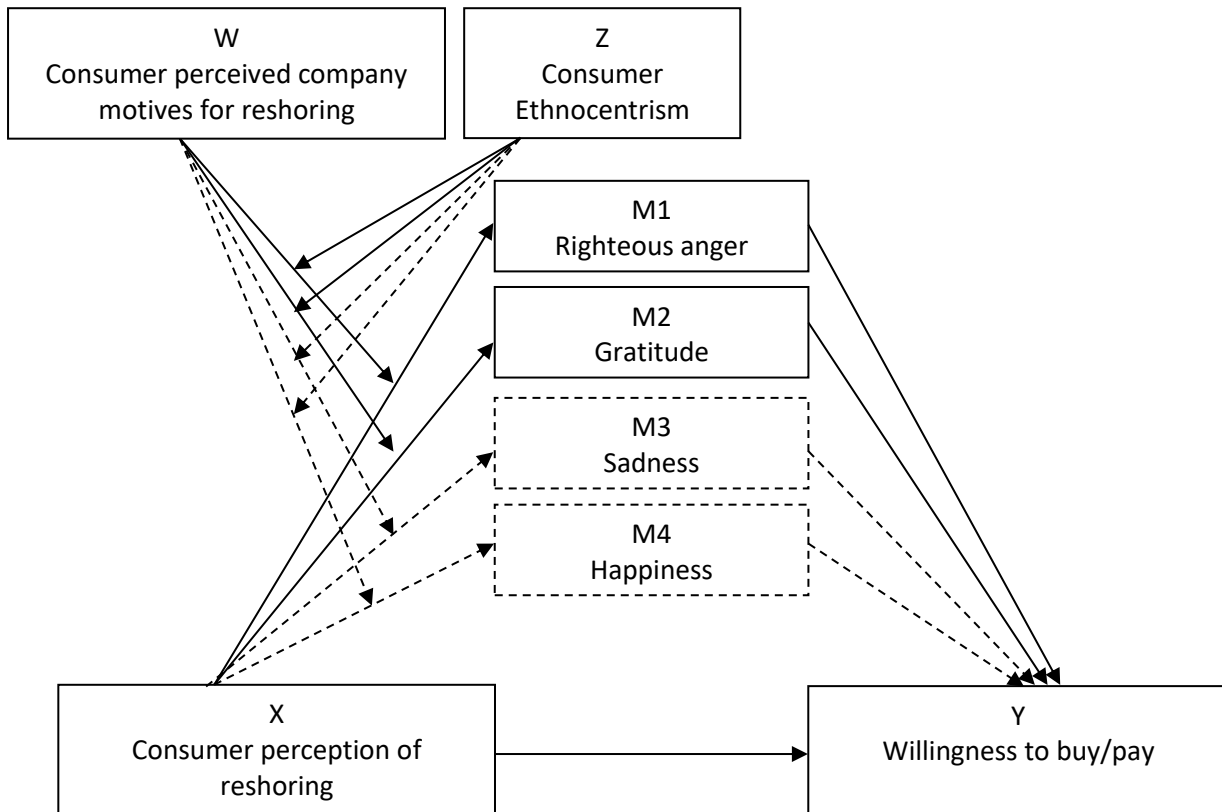 W
Consumer perceived company
motives for reshoring
Z
Consumer
Ethnocentrism
M1
Righteous anger
M2
Gratitude
M3
Sadness
M4
Happiness
X
Consumer perception of
reshoring
Y
Willingness to buy/pay